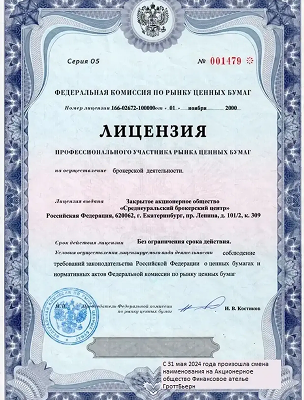 Серия 05
№ 001479
ФЕДЕРАЛЬНАЯ КОМИССИЯ ПО РЫНКУ ЦЕННЫХ БУМАГ
Номер лицензии 166-02672-100000 от « 01 » ноября 2000
ЛИЦЕНЗИЯ
ПРОФЕССИОНАЛЬНОГО УЧАСТНИКА РЫНКА ЦЕННЫХ БУМАГ
на осуществление брокерской деятельности.
Лицензия выдана Закрытое акционерное общество
«Среднеуральский брокерский центр»
Российская Федерация, 620062, г. Екатеринбург, пр. Ленина, д. 101/2, к. 309
Срок действия лицензии Без ограничения срока действия.
Условия осуществления лицензируемого вида деятельности соблюдение
требований законодательства Российской Федерации о ценных бумагах и
нормативных актов Федеральной комиссии по рынку ценных бумаг
Председатель Федеральной комиссии
по рынку ценных бумаг
И. В. Костиков
С 31 мая 2024 года произошла смена
наименования на Акционерное
общество Финансовое ателье
ГроттБьерн